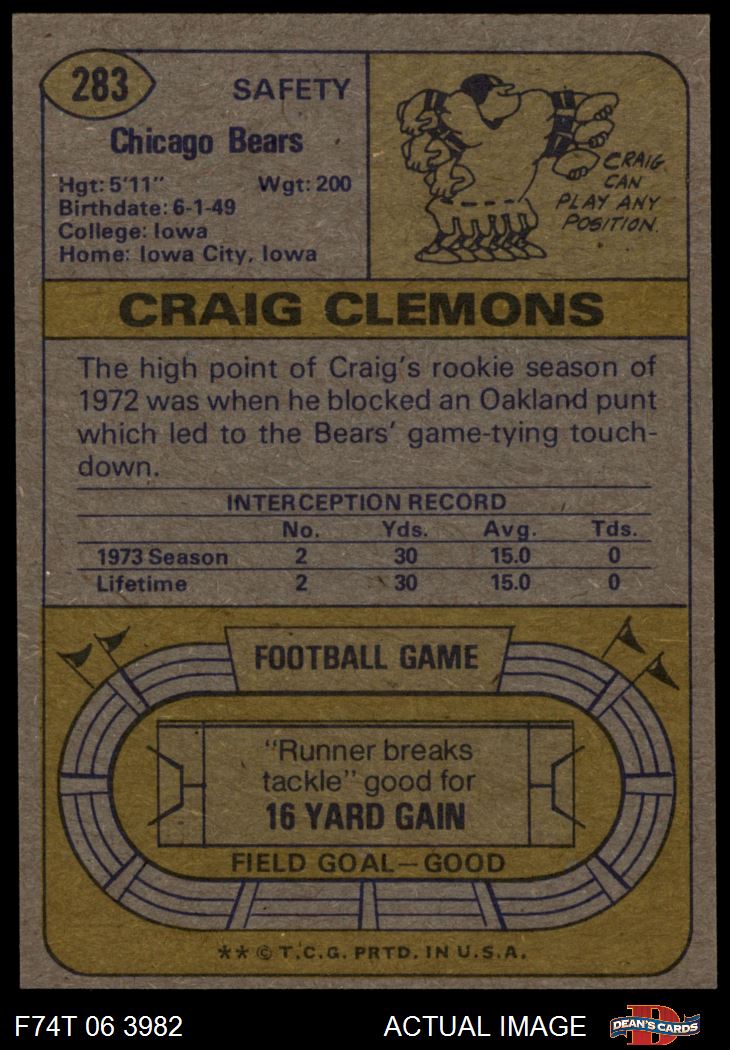 283
SAFETY
Chicago Bears
Hgt: 5'11" Wgt: 200
Birthdate: 6-1-49
College: Iowa
Home: Iowa City, Iowa
CRAIG
CAN
PLAY ANY
POSITION.
CRAIG CLEMONS
The high point of Craig's rookie season of
1972 was when he blocked an Oakland punt
which led to the Bears' game-tying touch-
down.
INTERCEPTION RECORD
No. Yds. Avg. Tds.
1973 Season 2 30 15.0 0
Lifetime 2 30 15.0 0
FOOTBALL GAME
"Runner breaks
tackle" good for
16 YARD GAIN
FIELD GOAL—GOOD
** © T.C.G. PRTD. IN U.S.A.
F74T 06 3982 ACTUAL IMAGE
D
DEAN'S CARDS